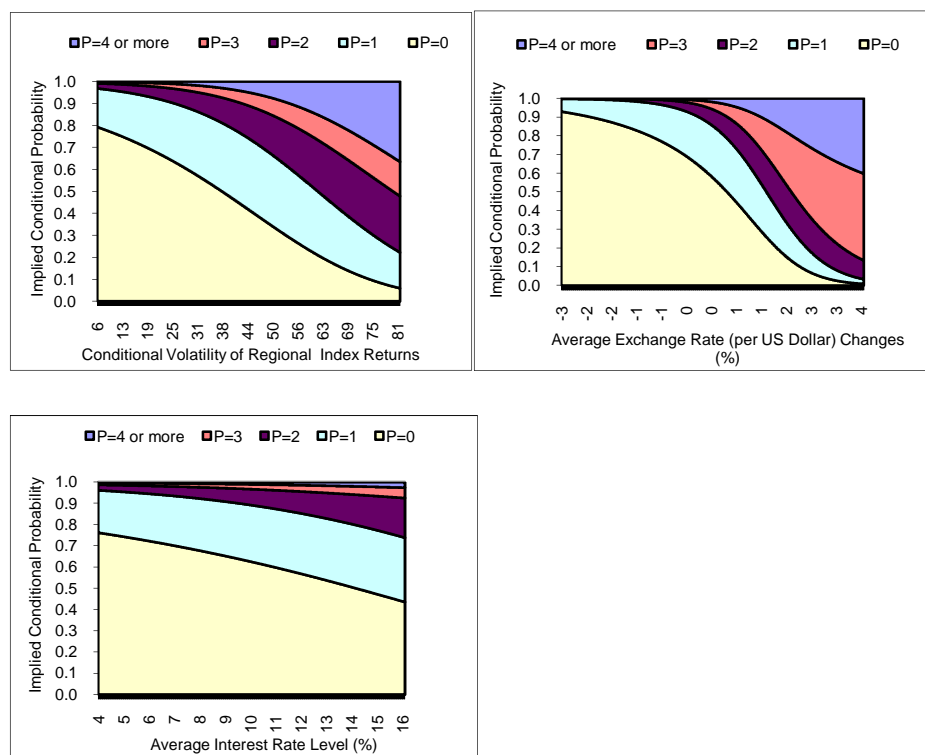 P=4 or more P=3 P=2 P=1 P=0
1.0
0.9
0.8
0.7
0.6
0.5
0.4
0.3
0.2
0.1
0.0
Implied Conditional Probability
6 13 19 25 31 38 44 50 56 63 69 75 81
Conditional Volatility of Regional Index Returns
P=4 or more P=3 P=2 P=1 P=0
1.0
0.9
0.8
0.7
0.6
0.5
0.4
0.3
0.2
0.1
0.0
Implied Conditional Probability
-3 -2 -2 -1 -1 0 0 1 1 2 2 3 4
Average Exchange Rate (per US Dollar) Changes
(%)
P=4 or more P=3 P=2 P=1 P=0
1.0
0.9
0.8
0.7
0.6
0.5
0.4
0.3
0.2
0.1
0.0
Implied Conditional Probability
4 5 6 7 8 9 10 11 12 13 14 15 16
Average Interest Rate Level (%)